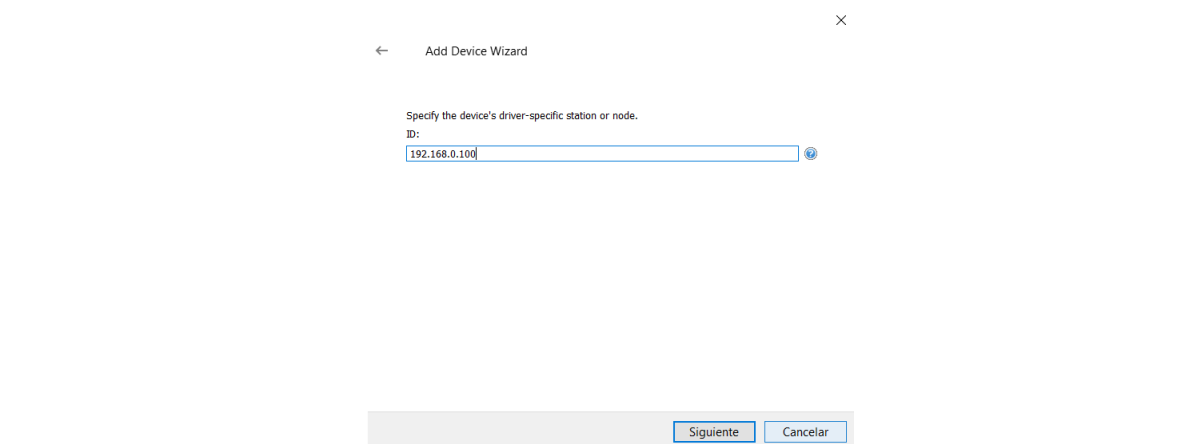 Add Device Wizard
Specify the device's driver-specific station or node.
ID:
192.168.0.100
Siguiente Cancelar